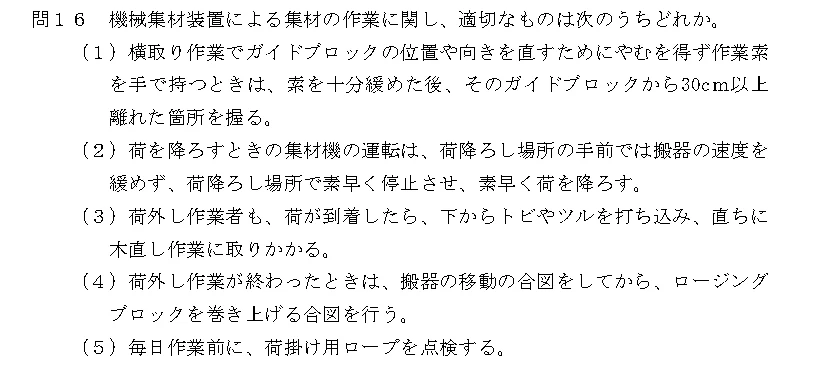 問１６　機械集材装置による集材の作業に関し、適切なものは次のうちどれか。
（１）横取り作業でガイドブロックの位置や向きを直すためにやむを得ず作業索
を手で持つときは、索を十分緩めた後、そのガイドブロックから30cm以上
離れた箇所を握る。
（２）荷を降ろすときの集材機の運転は、荷降ろし場所の手前では搬器の速度を
緩めず、荷降ろし場所で素早く停止させ、素早く荷を降ろす。
（３）荷外し作業者も、荷が到着したら、下からトビやツルを打ち込み、直ちに
木直し作業に取りかかる。
（４）荷外し作業が終わったときは、搬器の移動の合図をしてから、ロージング
ブロックを巻き上げる合図を行う。
（５）毎日作業前に、荷掛け用ロープを点検する。